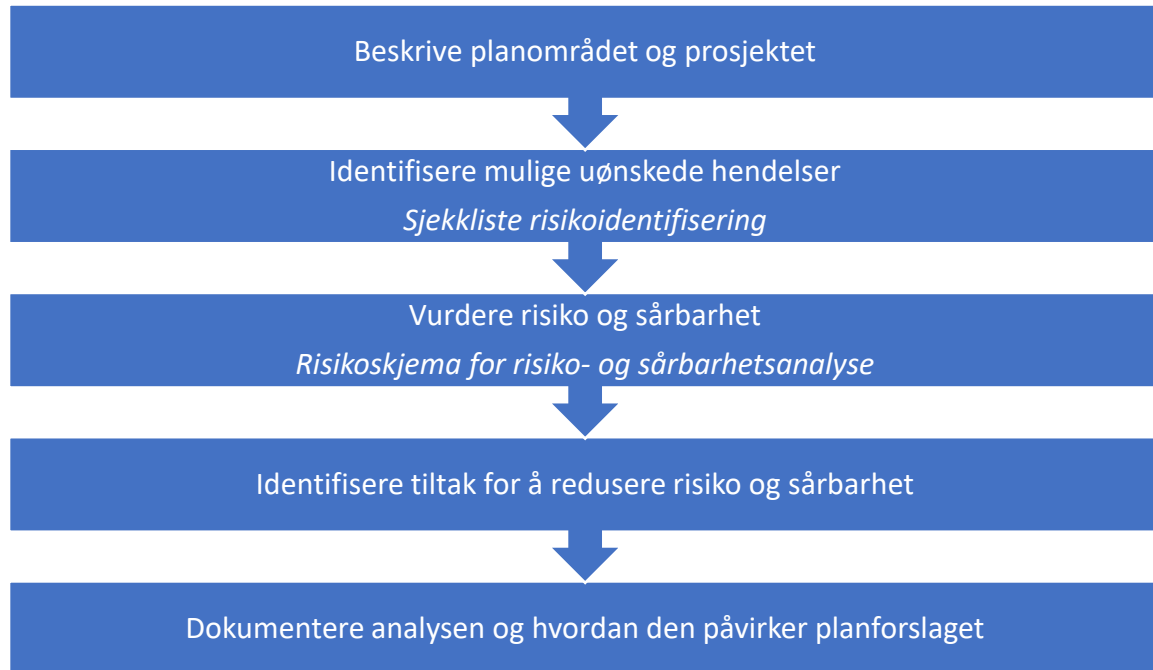 Beskrive planområdet og prosjektet
Identifisere mulige uønskede hendelser
Sjekkliste risikoidentifisering
Vurdere risiko og sårbarhet
Risikoskjema for risiko- og sårbarhetsanalyse
Identifisere tiltak for å redusere risiko og sårbarhet
Dokumentere analysen og hvordan den påvirker planforslaget